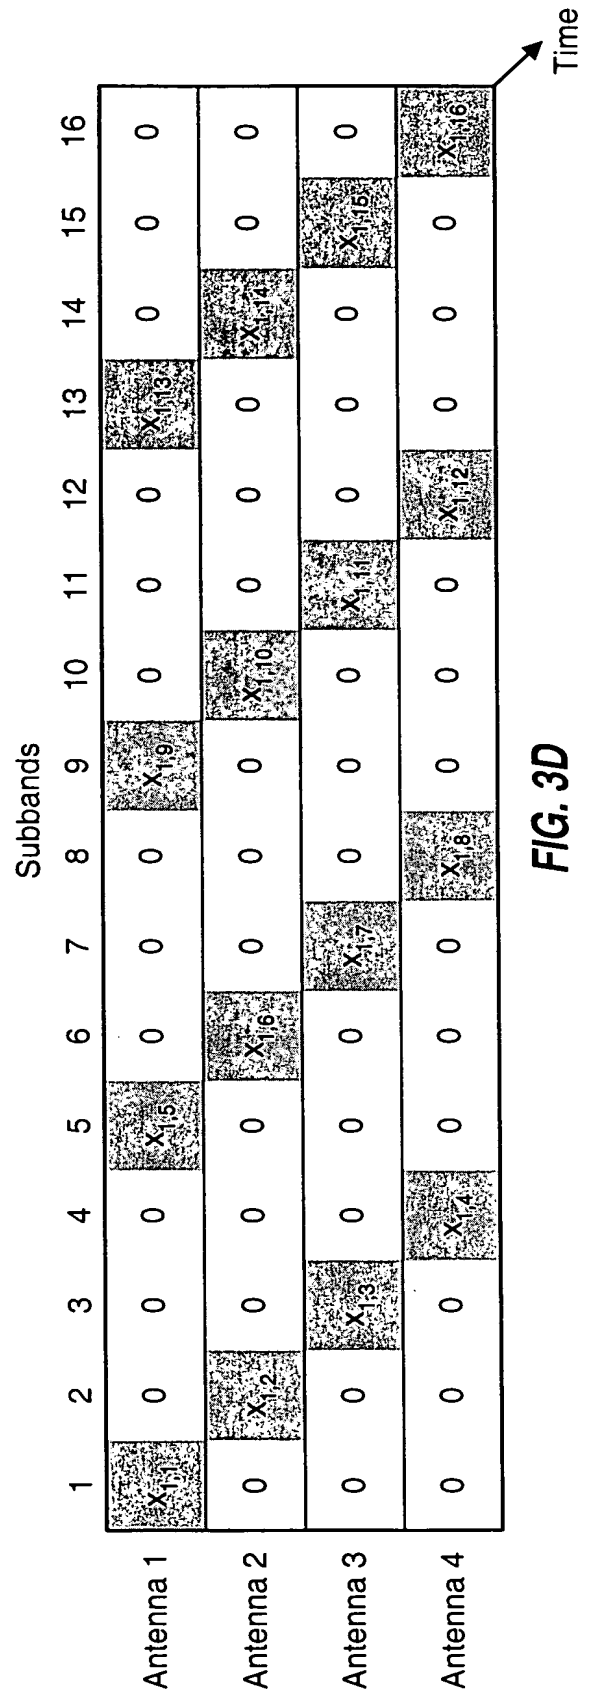 Subbands
1 2 3 4 5 6 7 8 9 10 11 12 13 14 15 16
Antenna 1 X1,1 0 0 0 X1,5 0 0 0 X1,9 0 0 0 X1,13 0 0 0
Antenna 2 0 X1,2 0 0 0 X1,6 0 0 0 X1,10 0 0 0 X1,14 0 0
Antenna 3 0 0 X1,3 0 0 0 X1,7 0 0 0 X1,11 0 0 0 X1,15 0
Antenna 4 0 0 0 X1,4 0 0 0 X1,8 0 0 0 X1,12 0 0 0 X1,16
Time
FIG. 3D